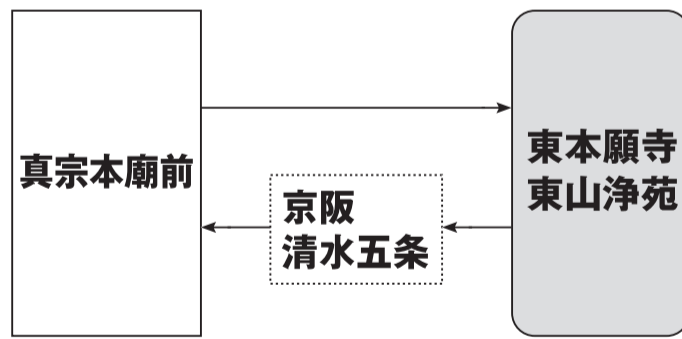 真宗本廟前
京阪
清水五条
東本願寺
東山浄苑